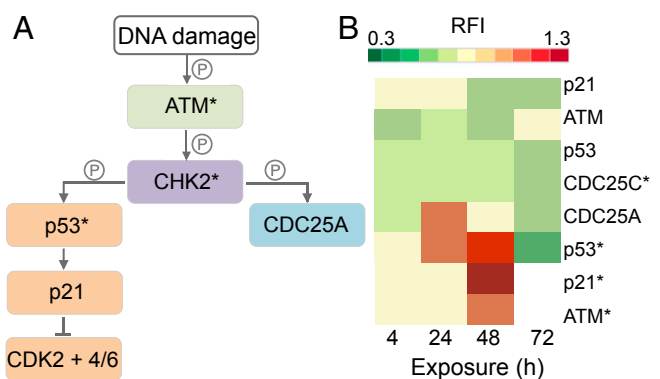 A
DNA damage
P
ATM*
P
P
CHK2*
P
p53*
CDC25A
p21
CDK2 + 4/6
B
RFI
0.3 1.3
p21
ATM
p53
CDC25C*
CDC25A
p53*
p21*
ATM*
4 24 48 72
Exposure (h)